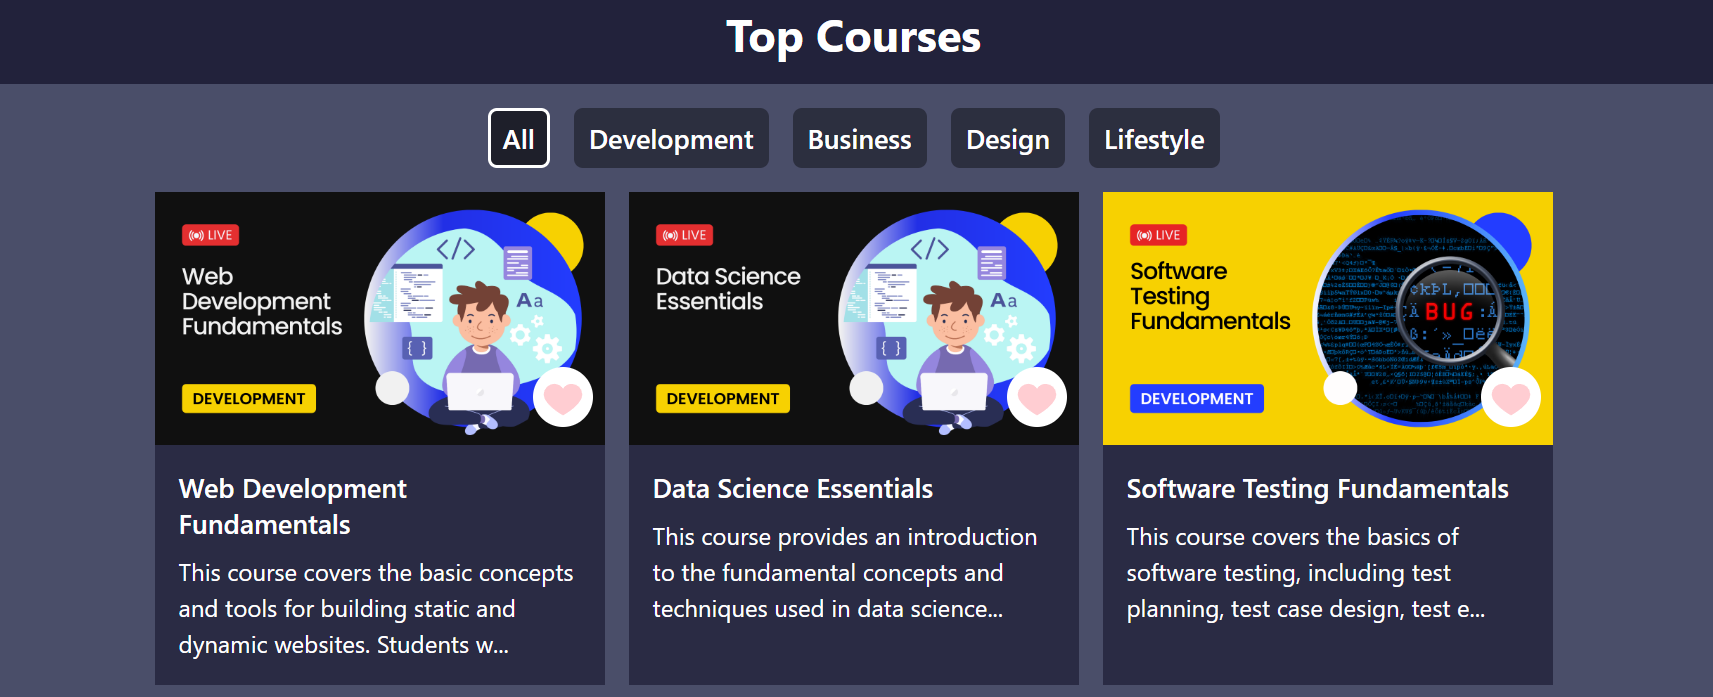 Top Courses
All Development Business Design Lifestyle
LIVE
Web
Development
Fundamentals
</>
Aa
{ }
DEVELOPMENT
Web Development
Fundamentals
This course covers the basic concepts
and tools for building static and
dynamic websites. Students w...
LIVE
Data Science
Essentials
</>
Aa
{ }
DEVELOPMENT
Data Science Essentials
This course provides an introduction
to the fundamental concepts and
techniques used in data science...
LIVE
Software
Testing
Fundamentals
BUG
DEVELOPMENT
Software Testing Fundamentals
This course covers the basics of
software testing, including test
planning, test case design, test e...